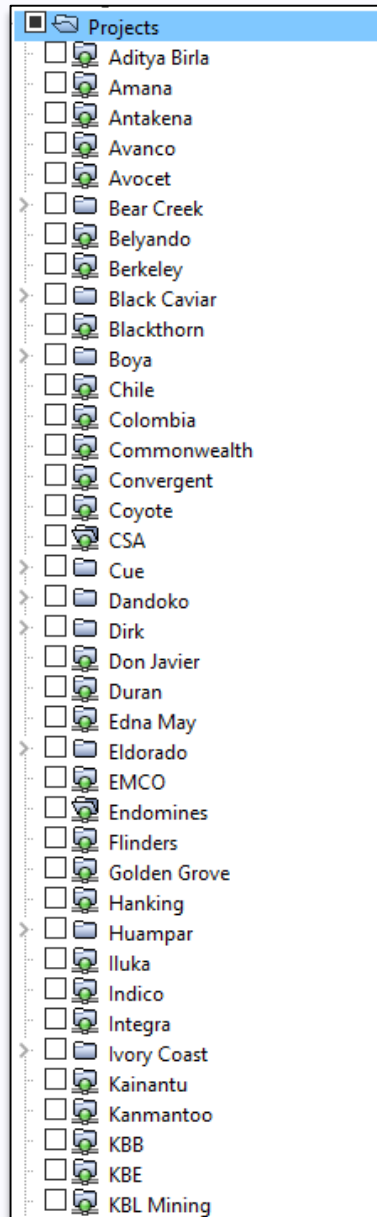 Projects
Aditya Birla
Amana
Antakena
Avanco
Avocet
Bear Creek
Belyando
Berkeley
Black Caviar
Blackthorn
Boya
Chile
Colombia
Commonwealth
Convergent
Coyote
CSA
Cue
Dandoko
Dirk
Don Javier
Duran
Edna May
Eldorado
EMCO
Endomines
Flinders
Golden Grove
Hanking
Huampar
Iluka
Indico
Integra
Ivory Coast
Kainantu
Kanmantoo
KBB
KBE
KBL Mining